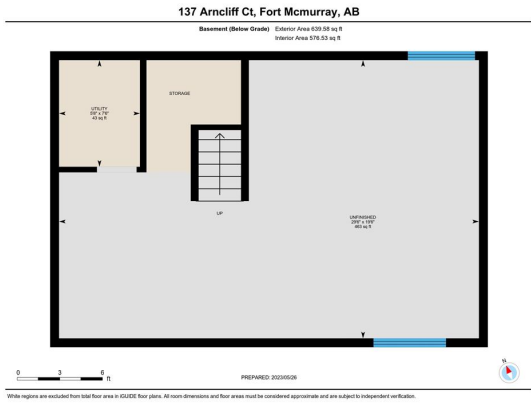 137 Arncliff Ct, Fort Mcmurray, AB
Basement (Below Grade) Exterior Area 639.58 sq ft
Interior Area 576.53 sq ft
UTILITY
5'8" x 7'6"
43 sq ft
STORAGE
UP
UNFINISHED
29'6" x 19'6"
463 sq ft
0 3 6
ft
PREPARED: 2023/05/26
N
White regions are excluded from total floor area in iGUIDE floor plans. All room dimensions and floor areas must be considered approximate and are subject to independent verification.